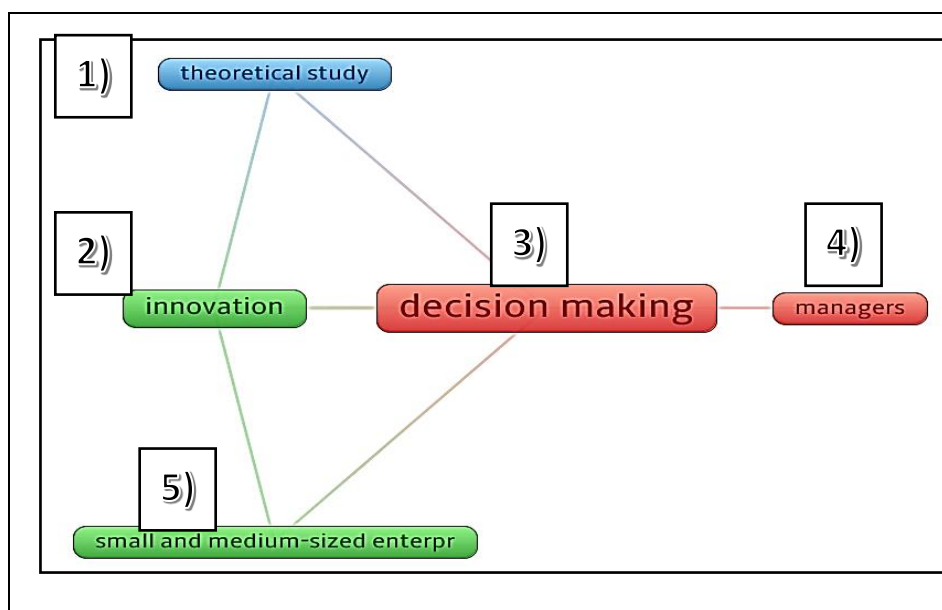 1)
theoretical study
2)
3)
4)
innovation
decision making
managers
5)
small and medium-sized enterpr